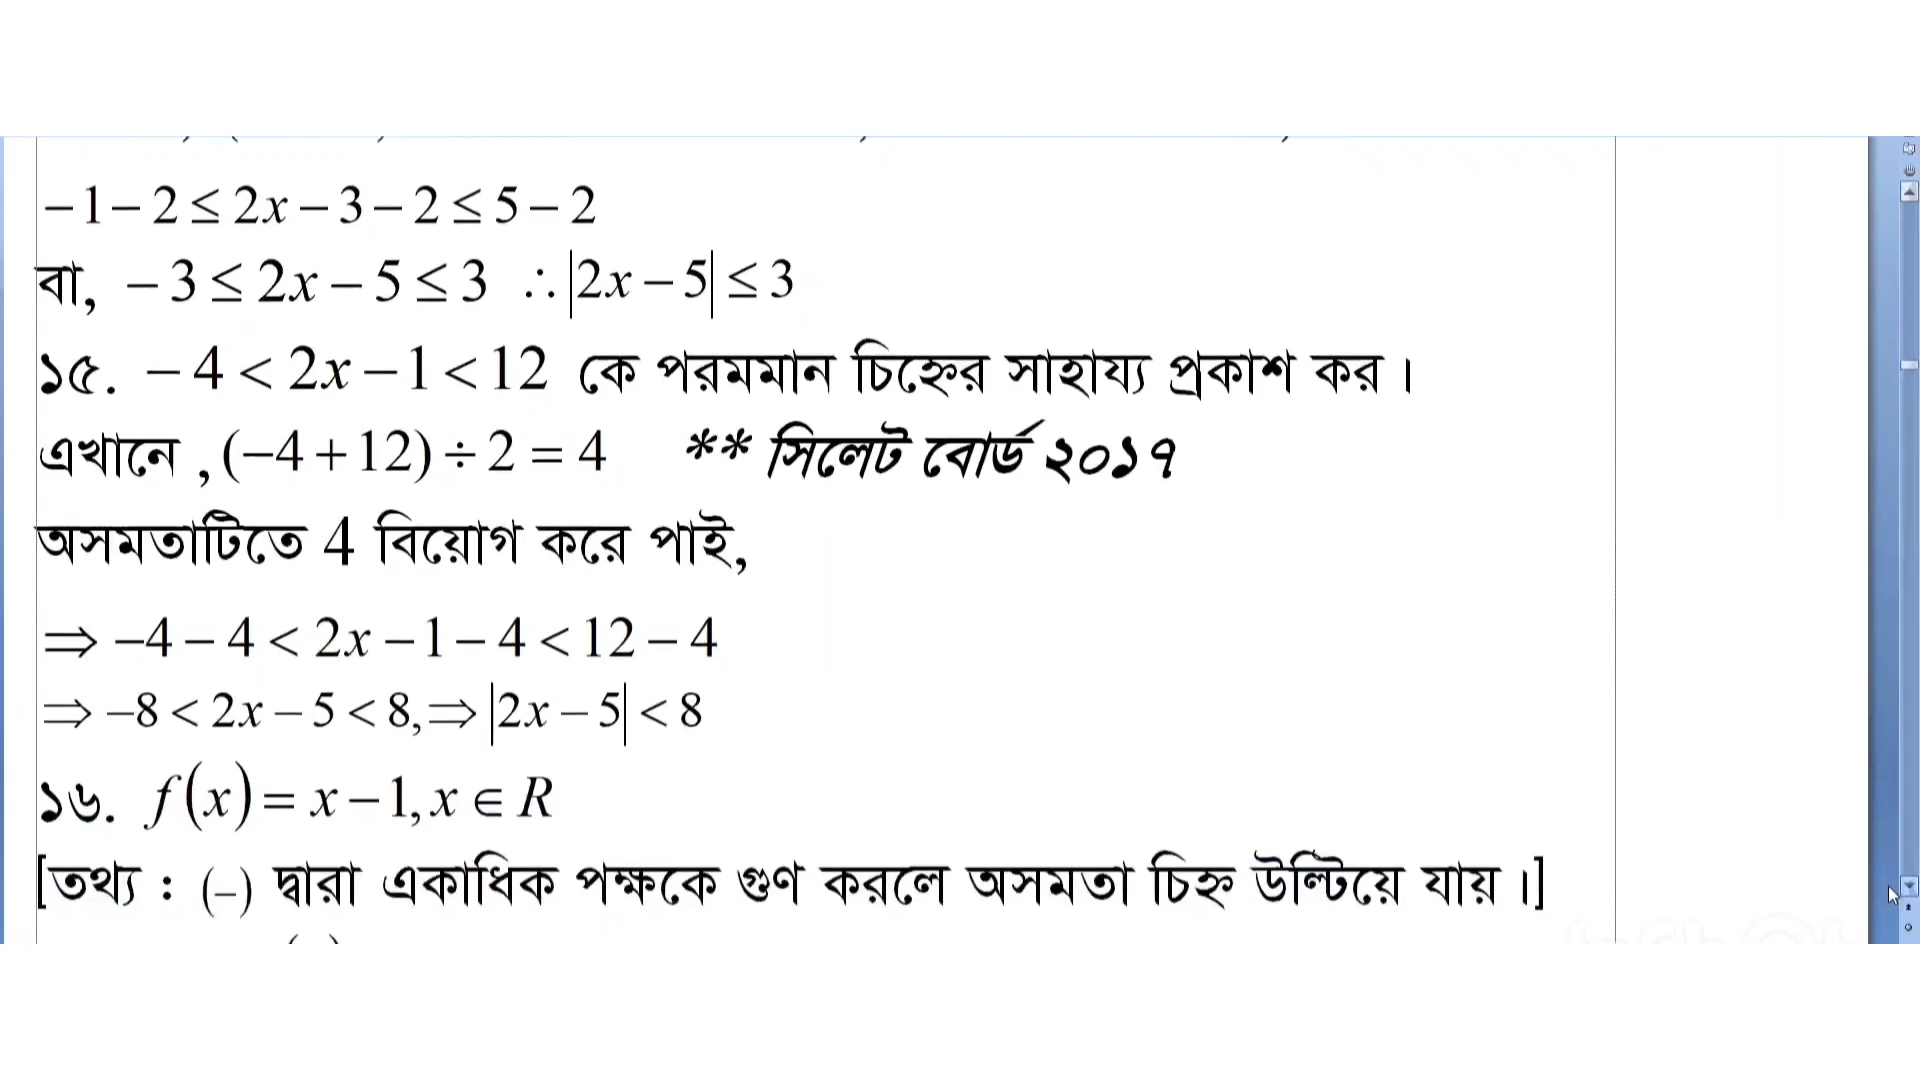 −1−2≤2x−3−2≤5−2
বা, −3≤2x−5≤3 ∴|2x−5|≤3
১৫. −4<2x−1<12 কে পরমমান চিহ্নের সাহায্য প্রকাশ কর।
এখানে ,(−4+12)÷2=4 ** সিলেট বোর্ড ২০১৭
অসমতাটিতে 4 বিয়োগ করে পাই,
⇒−4−4<2x−1−4<12−4
⇒−8<2x−5<8,⇒|2x−5|<8
১৬. f(x)=x−1,x∈R
[তথ্য : (−) দ্বারা একাধিক পক্ষকে গুণ করলে অসমতা চিহ্ন উল্টিয়ে যায়।]